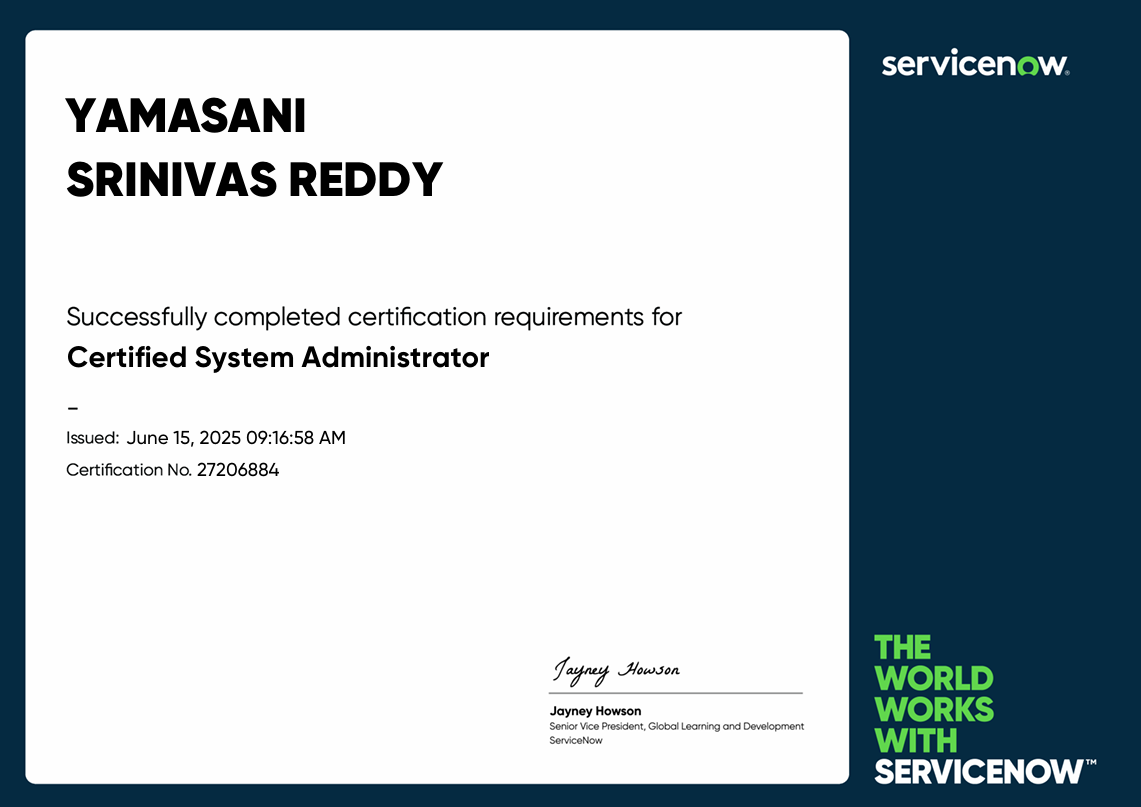 servicenow®
YAMASANI
SRINIVAS REDDY
Successfully completed certification requirements for
Certified System Administrator
–
Issued: June 15, 2025 09:16:58 AM
Certification No. 27206884
Jayney Howson
Jayney Howson
Senior Vice President, Global Learning and Development
ServiceNow
THE
WORLD
WORKS
WITH
SERVICENOW™